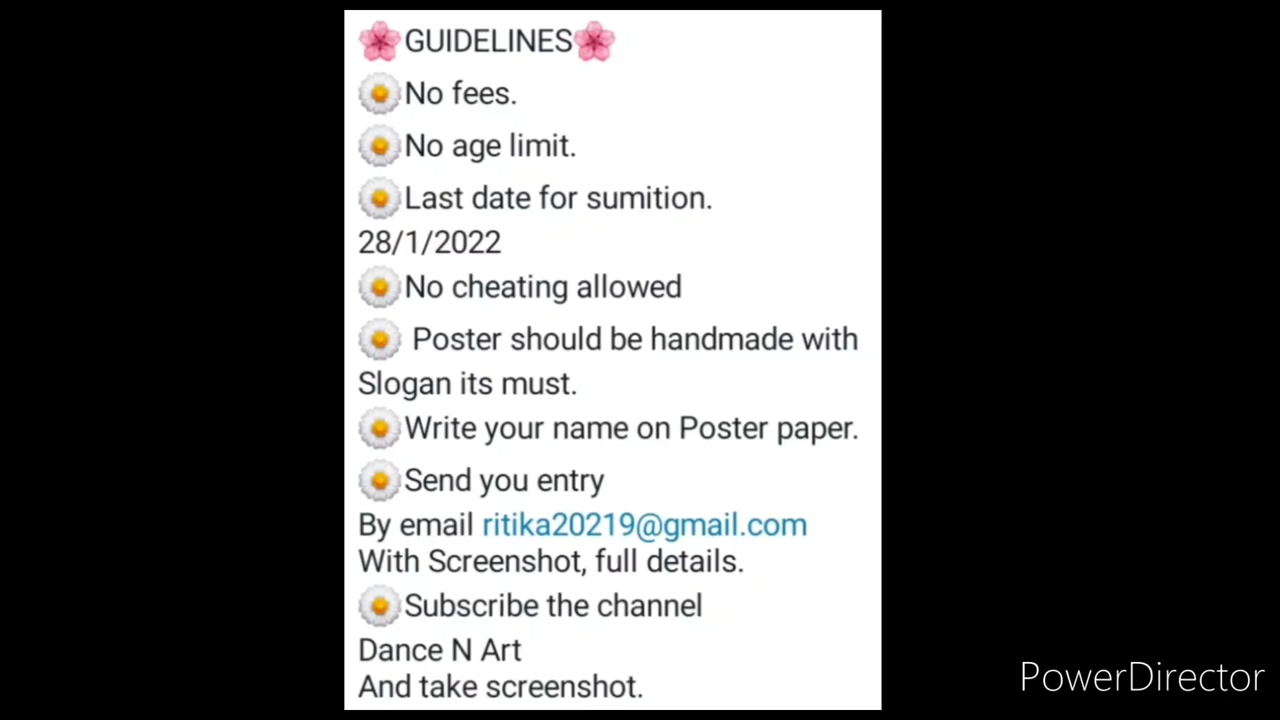 🌸GUIDELINES🌸
🌼No fees.
🌼No age limit.
🌼Last date for sumition.
28/1/2022
🌼No cheating allowed
🌼 Poster should be handmade with
Slogan its must.
🌼Write your name on Poster paper.
🌼Send you entry
By email ritika20219@gmail.com
With Screenshot, full details.
🌼Subscribe the channel
Dance N Art
And take screenshot.
PowerDirector